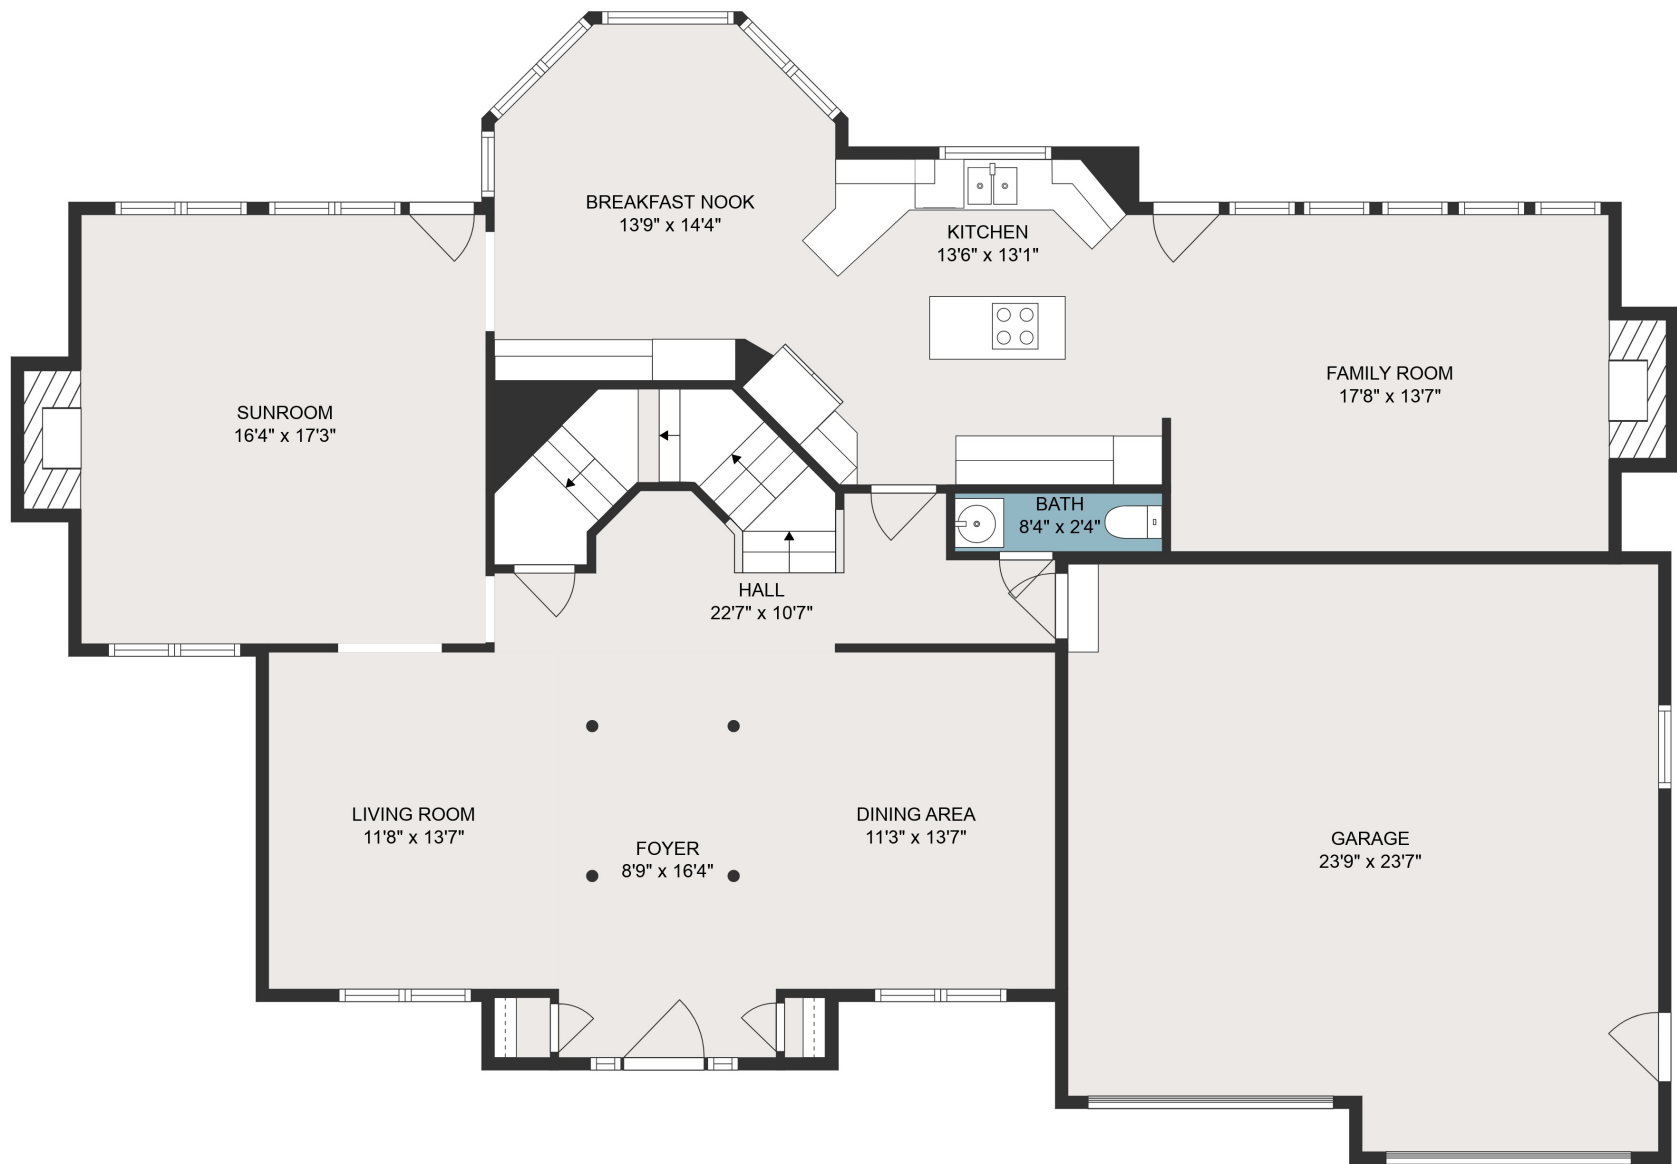 BREAKFAST NOOK
13'9" x 14'4"
KITCHEN
13'6" x 13'1"
FAMILY ROOM
17'8" x 13'7"
SUNROOM
16'4" x 17'3"
BATH
8'4" x 2'4"
HALL
22'7" x 10'7"
LIVING ROOM
11'8" x 13'7"
FOYER
8'9" x 16'4"
DINING AREA
11'3" x 13'7"
GARAGE
23'9" x 23'7"